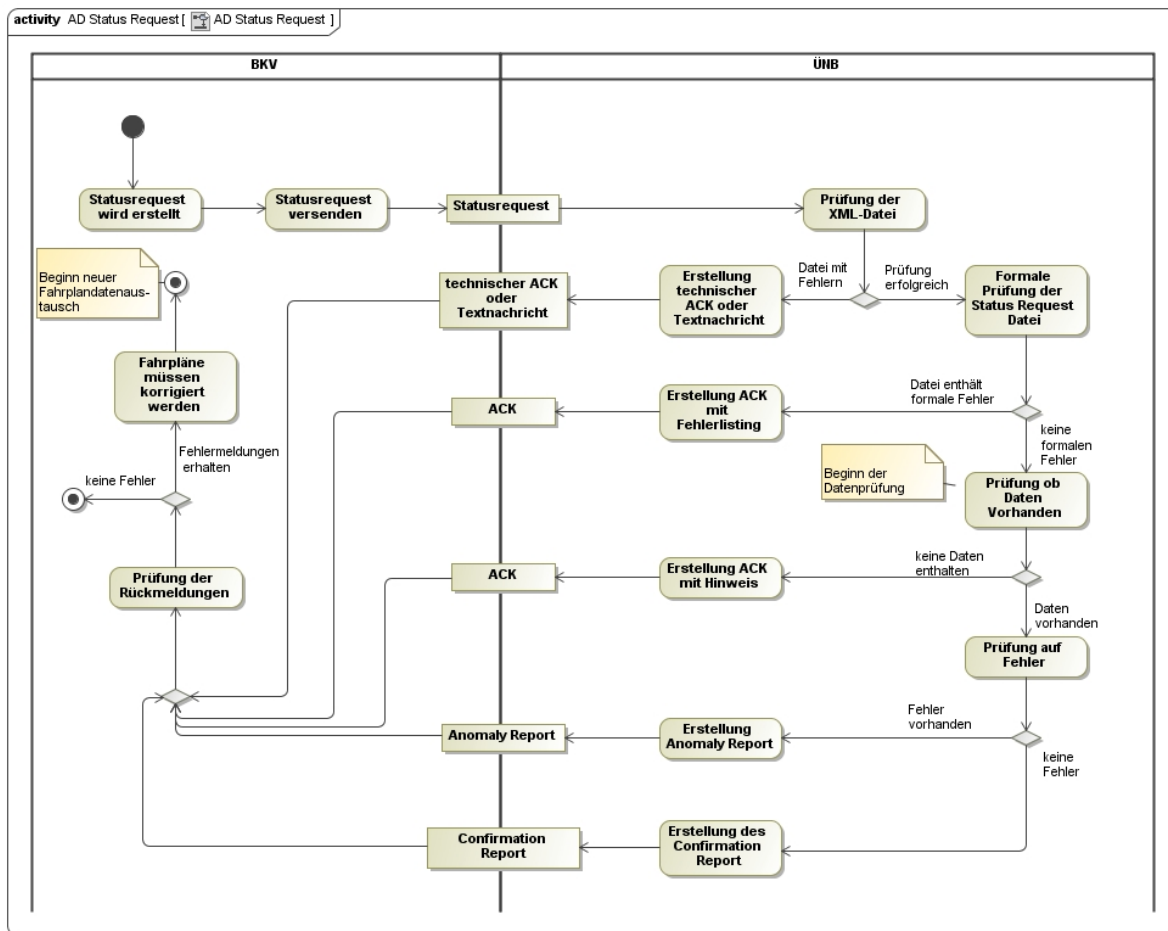 activity AD Status Request [ AD Status Request ]
BKV
ÜNB
Statusrequest
wird erstellt
Statusrequest
versenden
Statusrequest
Prüfung der
XML-Datei
Beginn neuer
Fahrplandatenaus-
tausch
technischer ACK
oder
Textnachricht
Erstellung
technischer
ACK oder
Textnachricht
Datei mit
Fehlern
Prüfung
erfolgreich
Formale
Prüfung der
Status Request
Datei
Fahrpläne
müssen
korrigiert
werden
ACK
Erstellung ACK
mit
Fehlerlisting
Datei enthält
formale Fehler
keine
formalen
Fehler
Fehlermeldungen
erhalten
keine Fehler
Beginn der
Datenprüfung
Prüfung ob
Daten
Vorhanden
Prüfung der
Rückmeldungen
ACK
Erstellung ACK
mit Hinweis
keine Daten
enthalten
Daten
vorhanden
Prüfung auf
Fehler
Anomaly Report
Erstellung
Anomaly Report
Fehler
vorhanden
keine
Fehler
Confirmation
Report
Erstellung des
Confirmation
Report